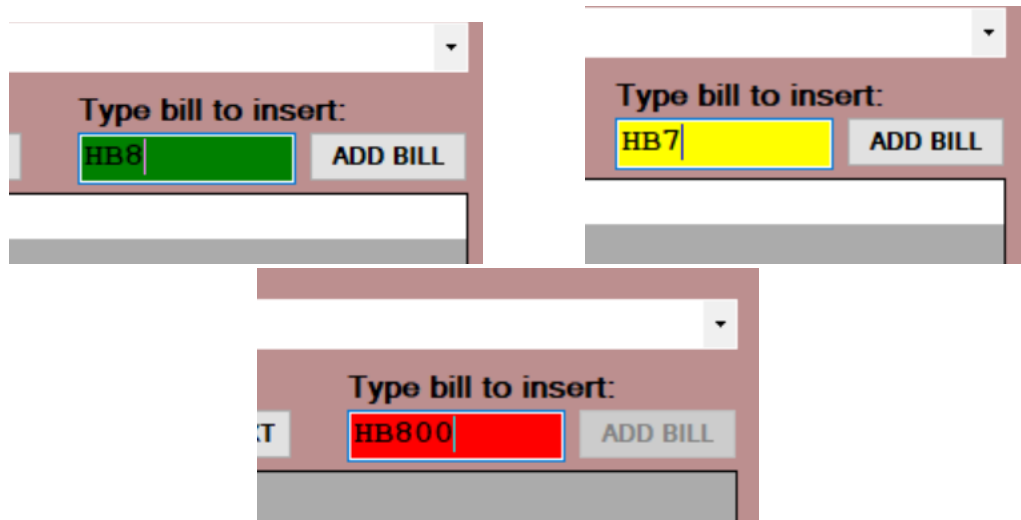 Type bill to insert:
HB8 ADD BILL
Type bill to insert:
HB7 ADD BILL
Type bill to insert:
HB800 ADD BILL